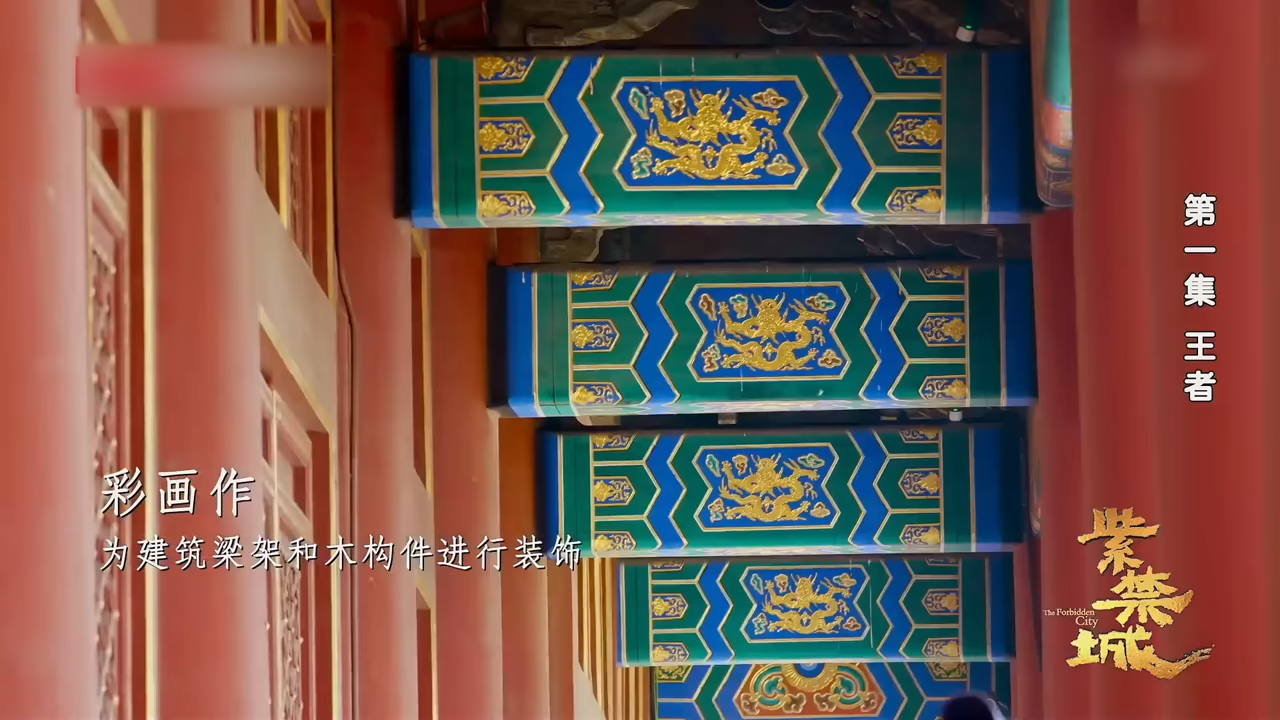 第一集 王者
彩画作
为建筑梁架和木构件进行装饰
紫禁城
The Forbidden
City